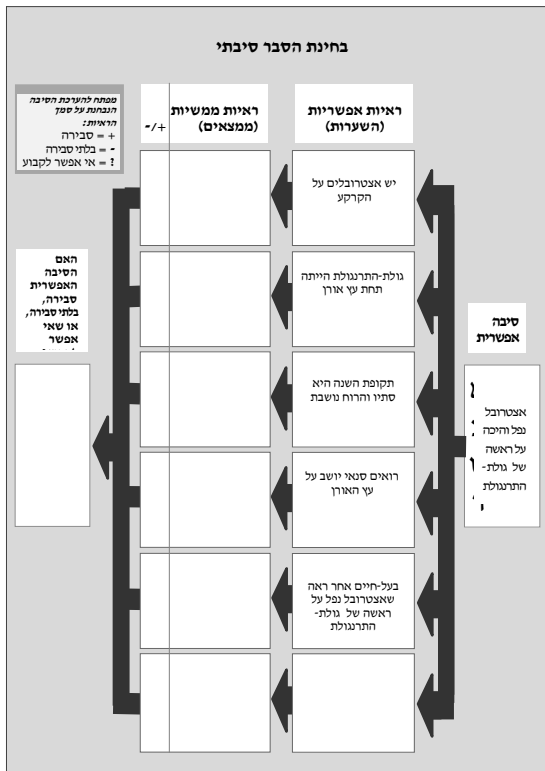 בחינת הסבר סיבתי
ראיות אפשריות
(השערות)
ראיות ממשיות
(ממצאים)
+/-
מפתח להערכת הסיבה
הנבחנת על סמך
הראיות:
+ = סבירה
- = בלתי סבירה
? = אי אפשר לקבוע
סיבה
אפשרית
אצטרובל
נפל והיכה
על ראשה
של גולת-
התרנגולת
יש אצטרובלים על
הקרקע
גולת-התרנגולת הייתה
תחת עץ אורן
תקופת השנה היא
סתיו והרוח נושבת
רואים סנאי יושב על
עץ האורן
בעל-חיים אחר ראה
שאצטרובל נפל על
ראשה של גולת-
התרנגולת
האם
הסיבה
האפשרית
סבירה,
בלתי סבירה,
או שאי
אפשר